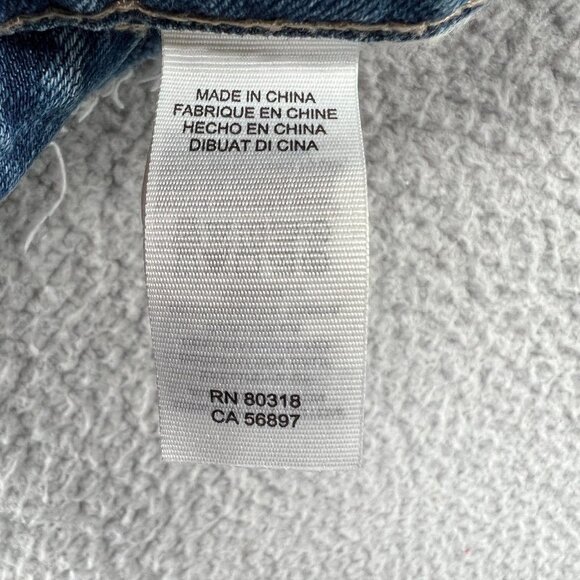 MADE IN CHINA
FABRIQUE EN CHINE
HECHO EN CHINA
DIBUAT DI CINA
RN 80318
CA 56897